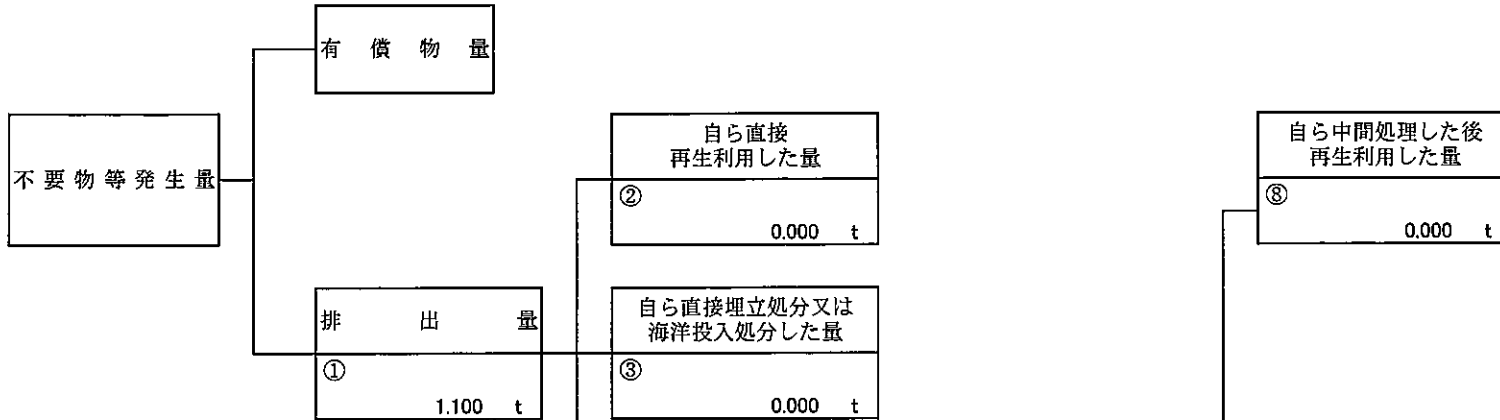 有償物量
不要物等発生量
自ら直接
再生利用した量
②
0.000 t
自ら中間処理した後
再生利用した量
⑧
0.000 t
排出量
①
1.100 t
自ら直接埋立処分又は
海洋投入処分した量
③
0.000 t